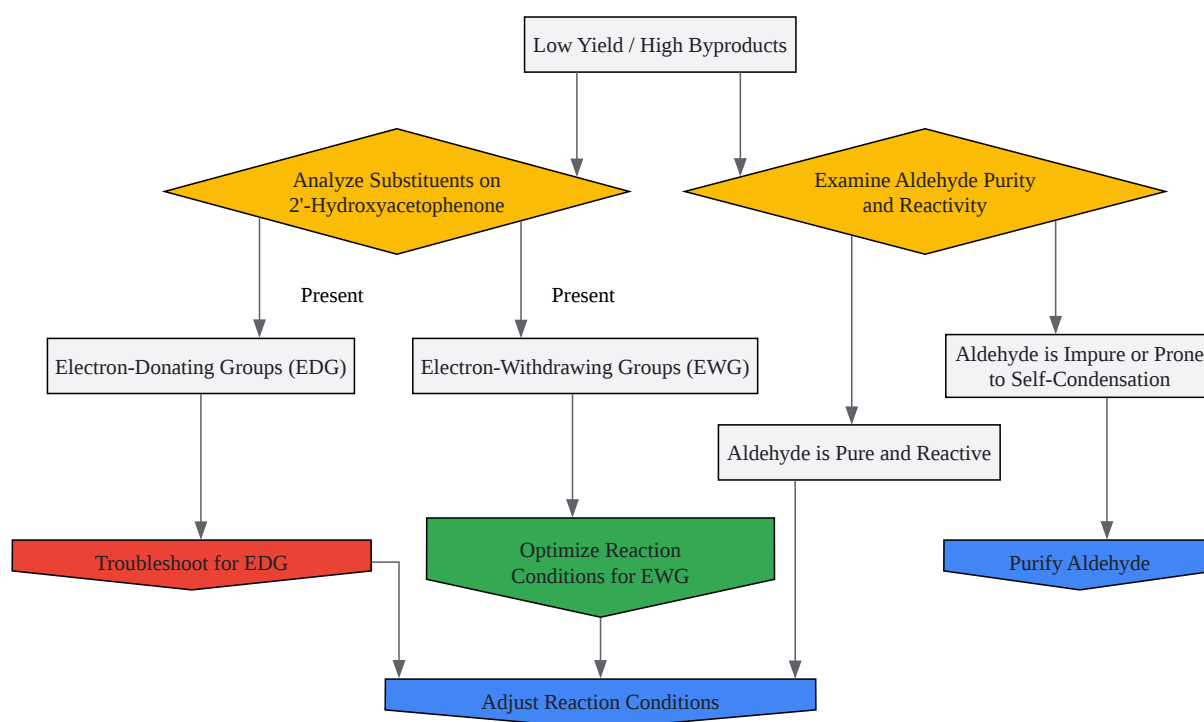 Low Yield / High Byproducts
Analyze Substituents on
2'-Hydroxyacetophenone
Examine Aldehyde Purity
and Reactivity
Present
Present
Electron-Donating Groups (EDG)
Electron-Withdrawing Groups (EWG)
Aldehyde is Impure or Prone
to Self-Condensation
Aldehyde is Pure and Reactive
Troubleshoot for EDG
Optimize Reaction
Conditions for EWG
Purify Aldehyde
Adjust Reaction Conditions